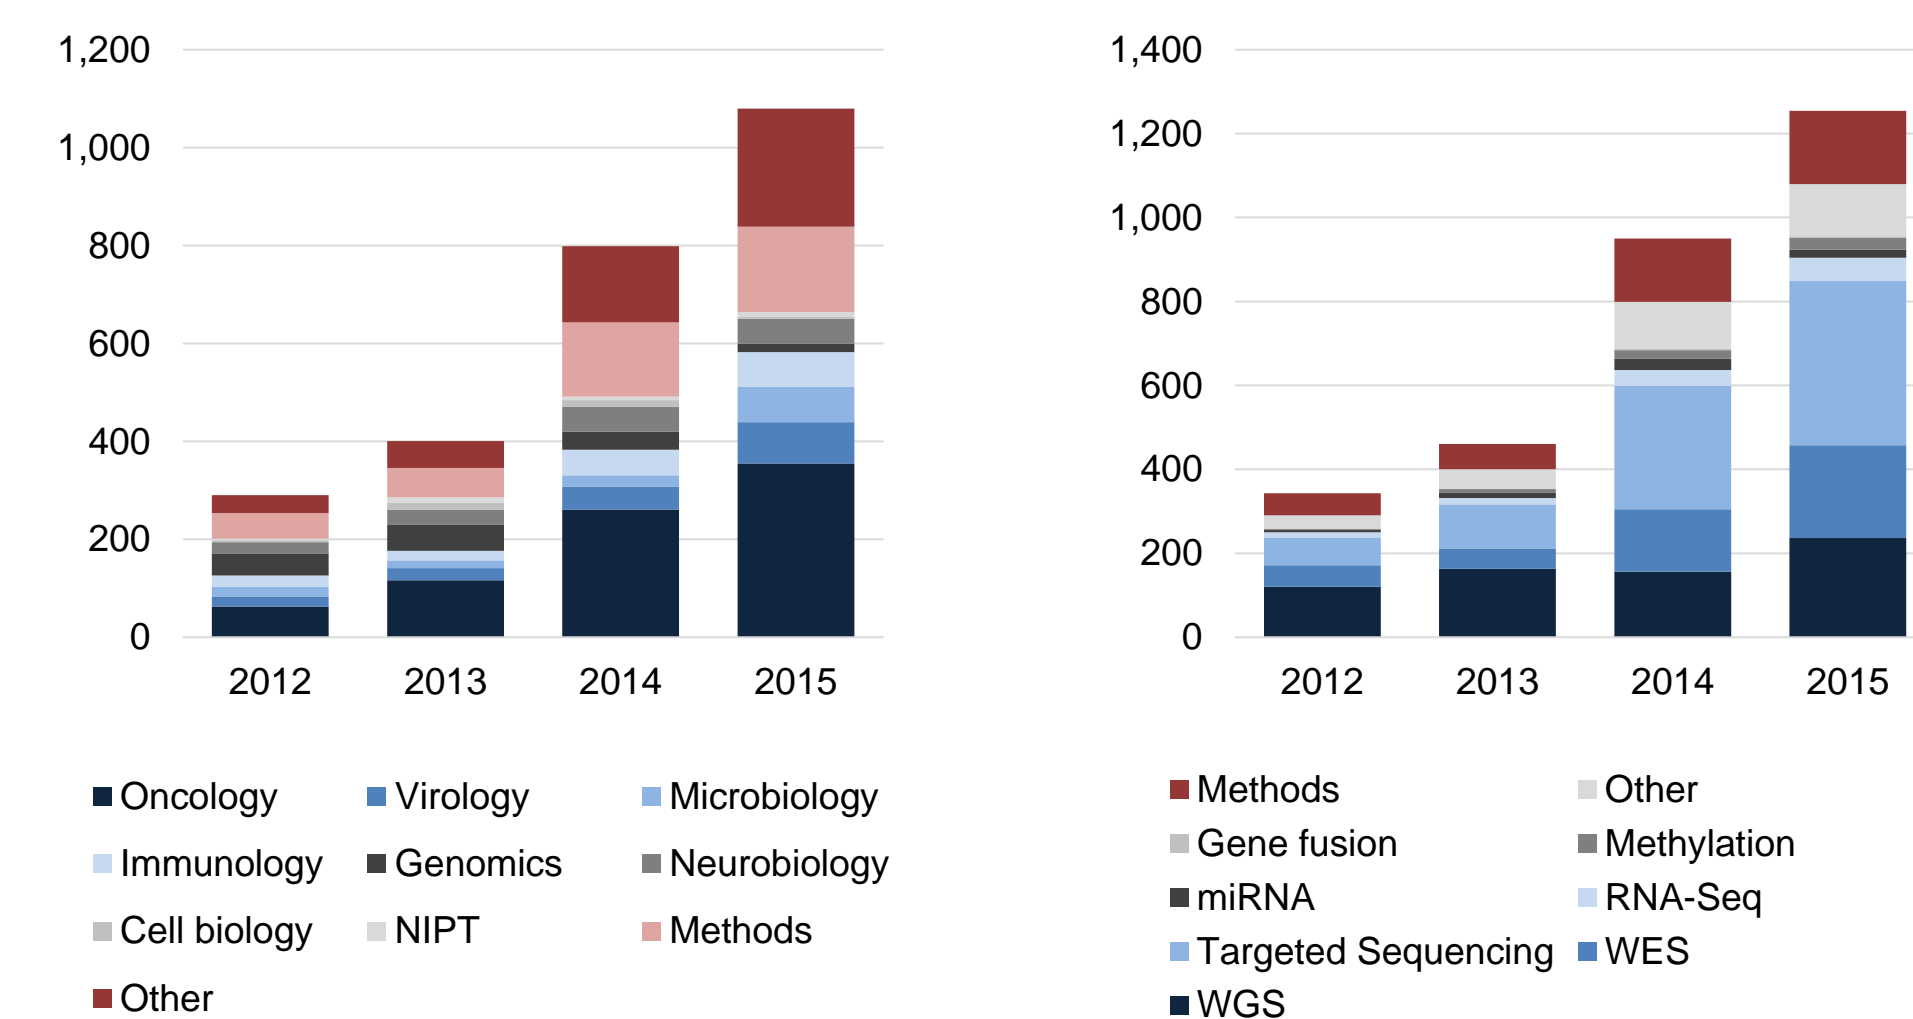 1,200
1,000
800
600
400
200
0
2012 2013 2014 2015
Oncology Virology Microbiology
Immunology Genomics Neurobiology
Cell biology NIPT Methods
Other
1,400
1,200
1,000
800
600
400
200
0
2012 2013 2014 2015
Methods Other
Gene fusion Methylation
miRNA RNA-Seq
Targeted Sequencing WES
WGS